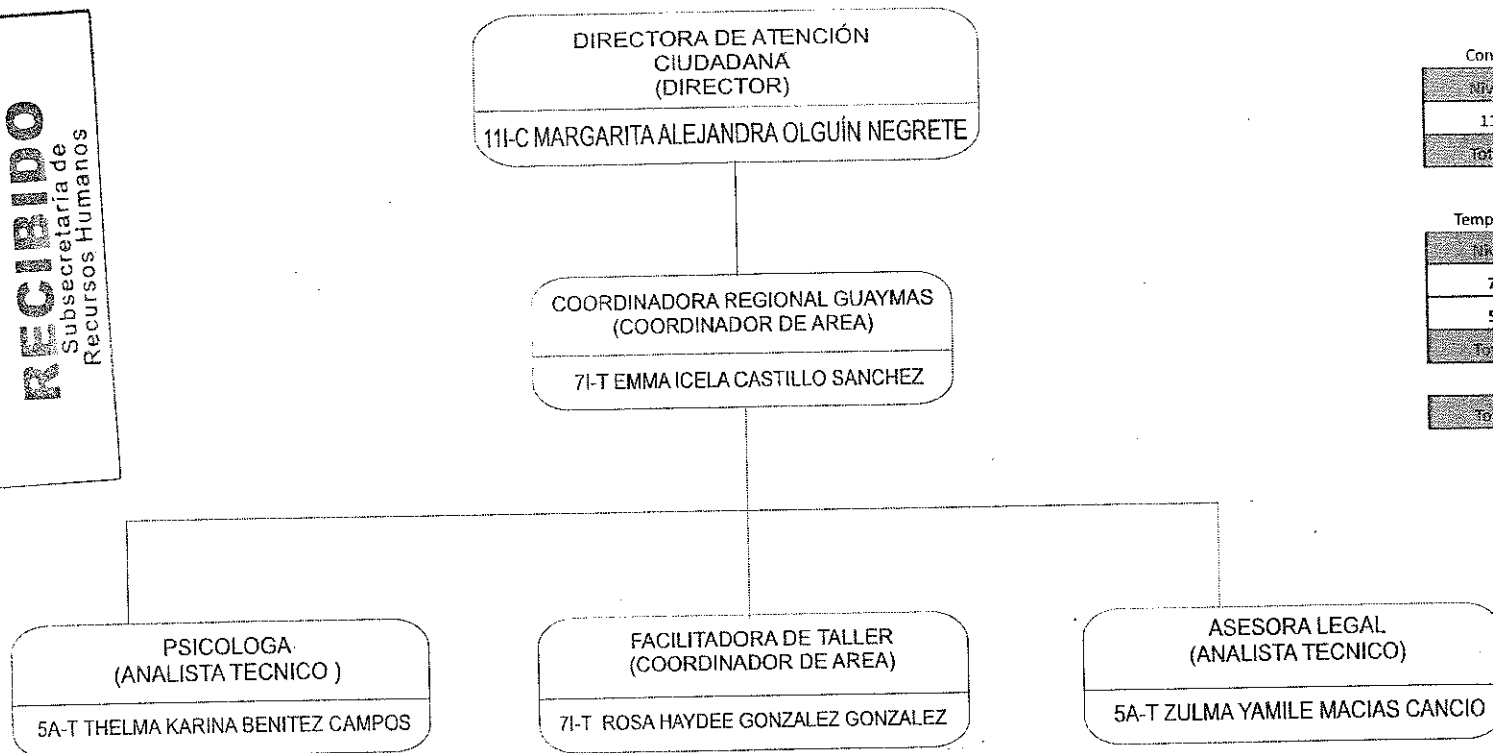 RECIBIDO
Subsecretaría de
Recursos Humanos
DIRECTORA DE ATENCIÓN
CIUDADANA
(DIRECTOR)
11I-C MARGARITA ALEJANDRA OLGUÍN NEGRETE
COORDINADORA REGIONAL GUAYMAS
(COORDINADOR DE AREA)
7I-T EMMA ICELA CASTILLO SANCHEZ
PSICOLOGA
(ANALISTA TECNICO )
5A-T THELMA KARINA BENITEZ CAMPOS
FACILITADORA DE TALLER
(COORDINADOR DE AREA)
7I-T ROSA HAYDEE GONZALEZ GONZALEZ
ASESORA LEGAL
(ANALISTA TECNICO)
5A-T ZULMA YAMILE MACIAS CANCIO